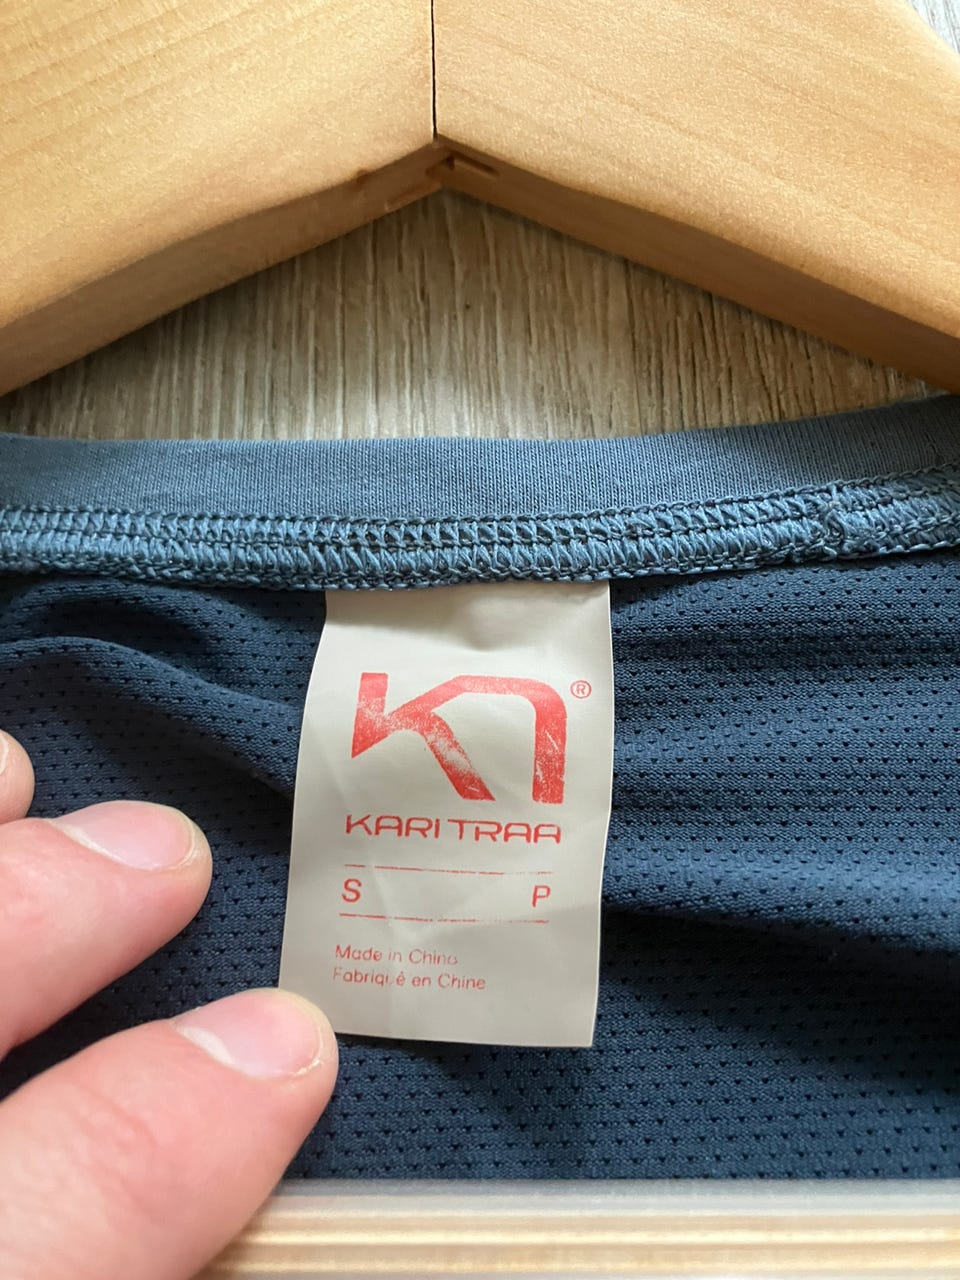 KARI TRAA
S P
Made in China
Fabriqué en Chine